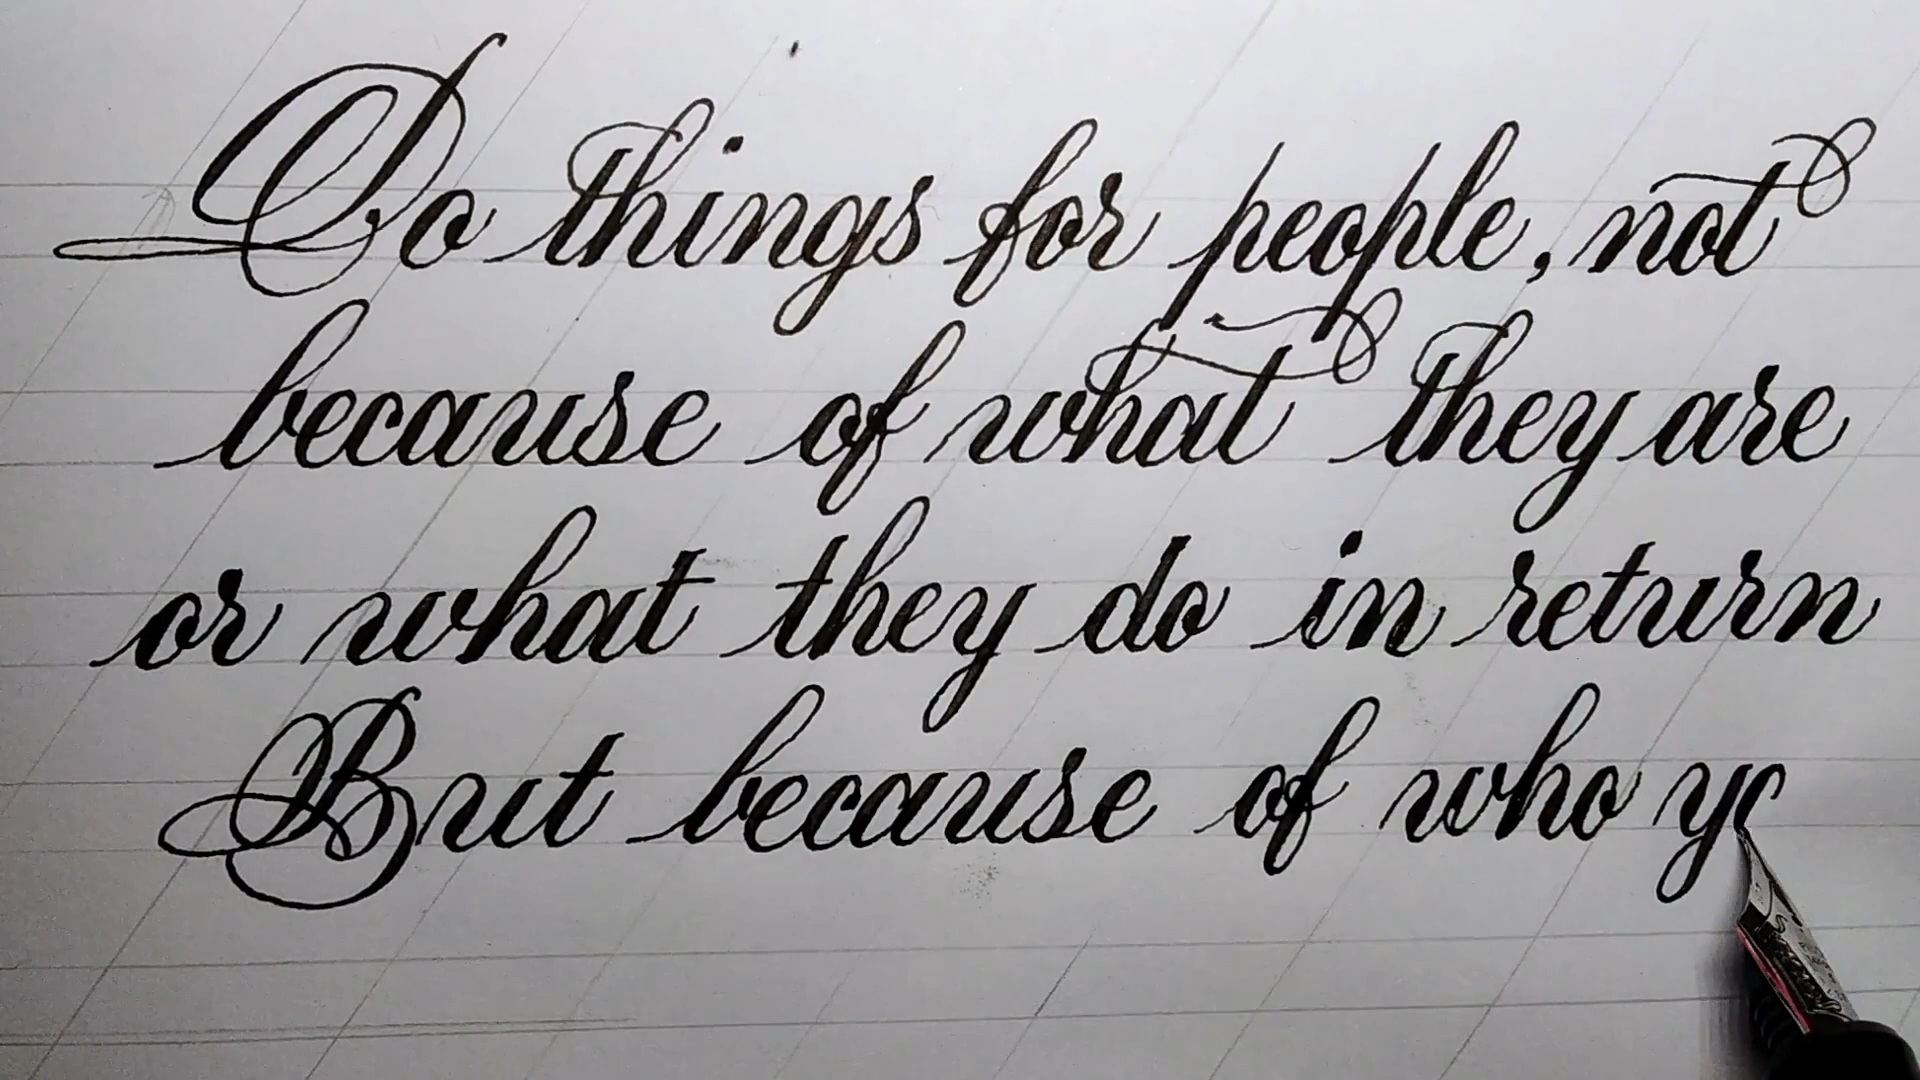 Do things for people, not
because of what they are
or what they do in return
But because of who yo